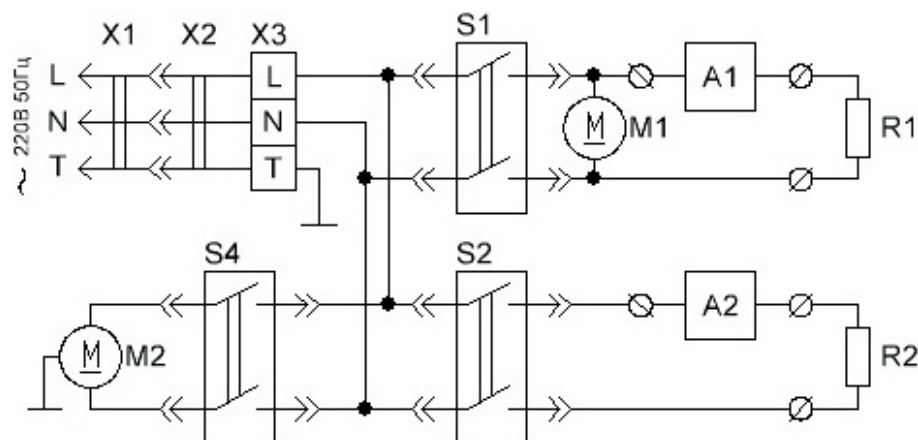 X1 X2 X3 S1
L L A1
~ 220В 50Гц
N N M M1 R1
T T
S4 S2
A2
M M2 R2